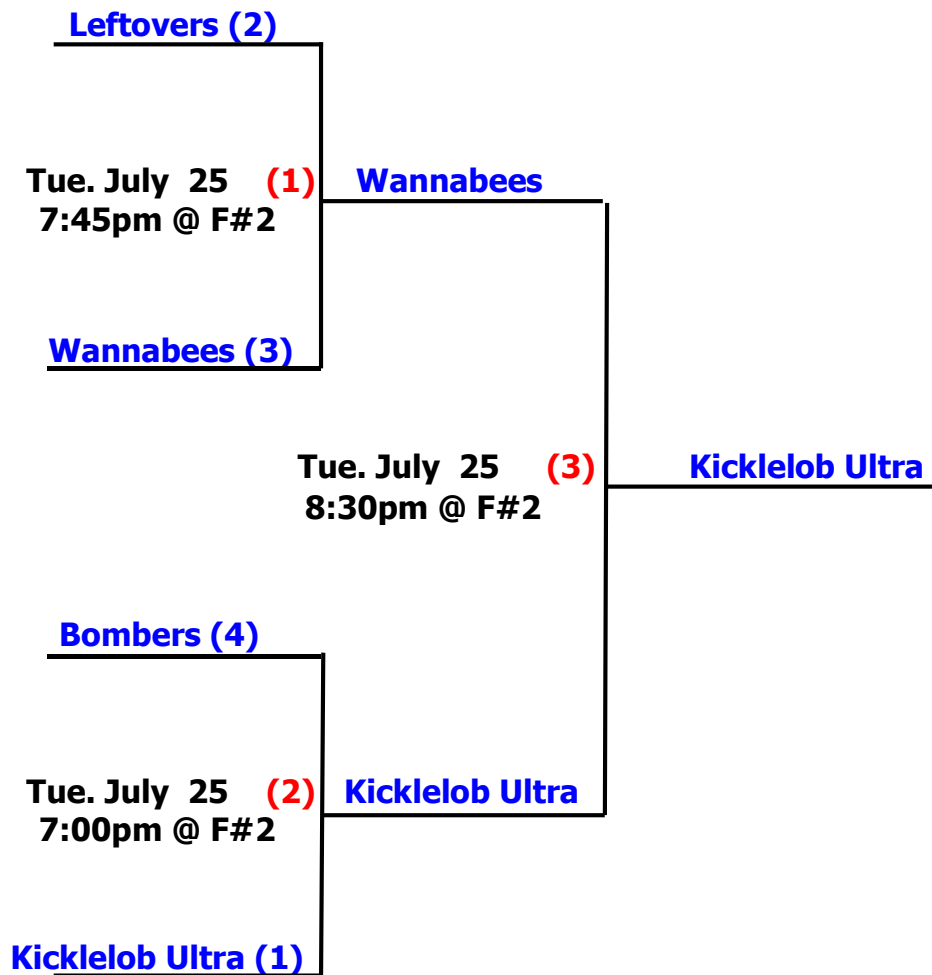 Leftovers (2)
Tue. July  25 (1) Wannabees
7:45pm @ F#2
Wannabees (3)
Tue. July  25 (3) Kicklelob Ultra
8:30pm @ F#2
Bombers (4)
Tue. July  25 (2) Kicklelob Ultra
7:00pm @ F#2
Kicklelob Ultra (1)